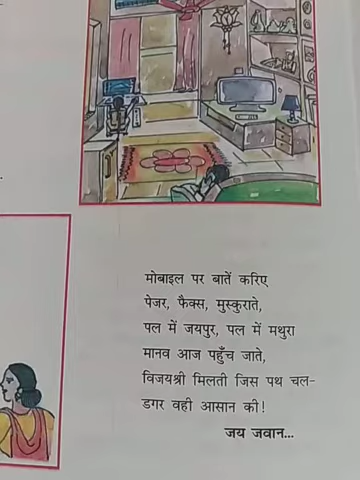 मोबाइल पर बातें करिए
पेजर, फैक्स, मुस्कुराते,
पल में जयपुर, पल में मथुरा
मानव आज पहुँच जाते,
विजयश्री मिलती जिस पथ चल-
डगर वही आसान की!
जय जवान...